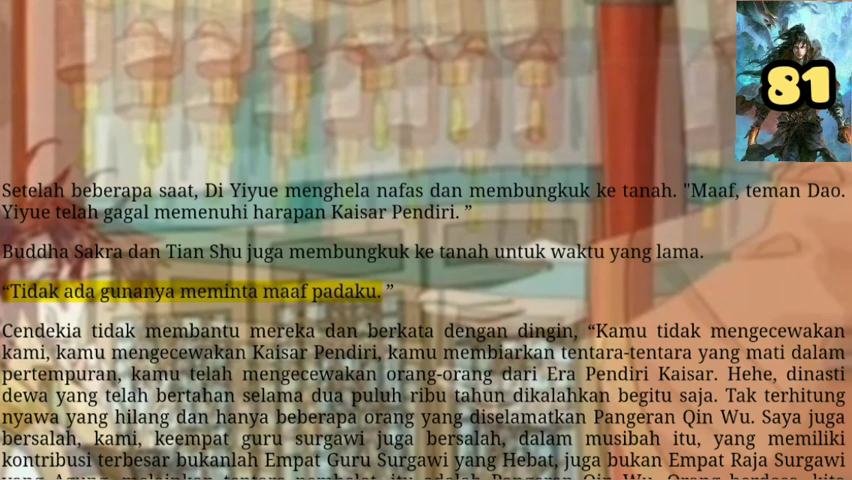 81
Setelah beberapa saat, Di Yiyue menghela nafas dan membungkuk ke tanah. "Maaf, teman Dao.
Yiyue telah gagal memenuhi harapan Kaisar Pendiri. ”
Buddha Sakra dan Tian Shu juga membungkuk ke tanah untuk waktu yang lama.
“Tidak ada gunanya meminta maaf padaku. ”
Cendekia tidak membantu mereka dan berkata dengan dingin, “Kamu tidak mengecewakan
kami, kamu mengecewakan Kaisar Pendiri, kamu membiarkan tentara-tentara yang mati dalam
pertempuran, kamu telah mengecewakan orang-orang dari Era Pendiri Kaisar. Hehe, dinasti
dewa yang telah bertahan selama dua puluh ribu tahun dikalahkan begitu saja. Tak terhitung
nyawa yang hilang dan hanya beberapa orang yang diselamatkan Pangeran Qin Wu. Saya juga
bersalah, kami, keempat guru surgawi juga bersalah, dalam musibah itu, yang memiliki
kontribusi terbesar bukanlah Empat Guru Surgawi yang Hebat, juga bukan Empat Raja Surgawi